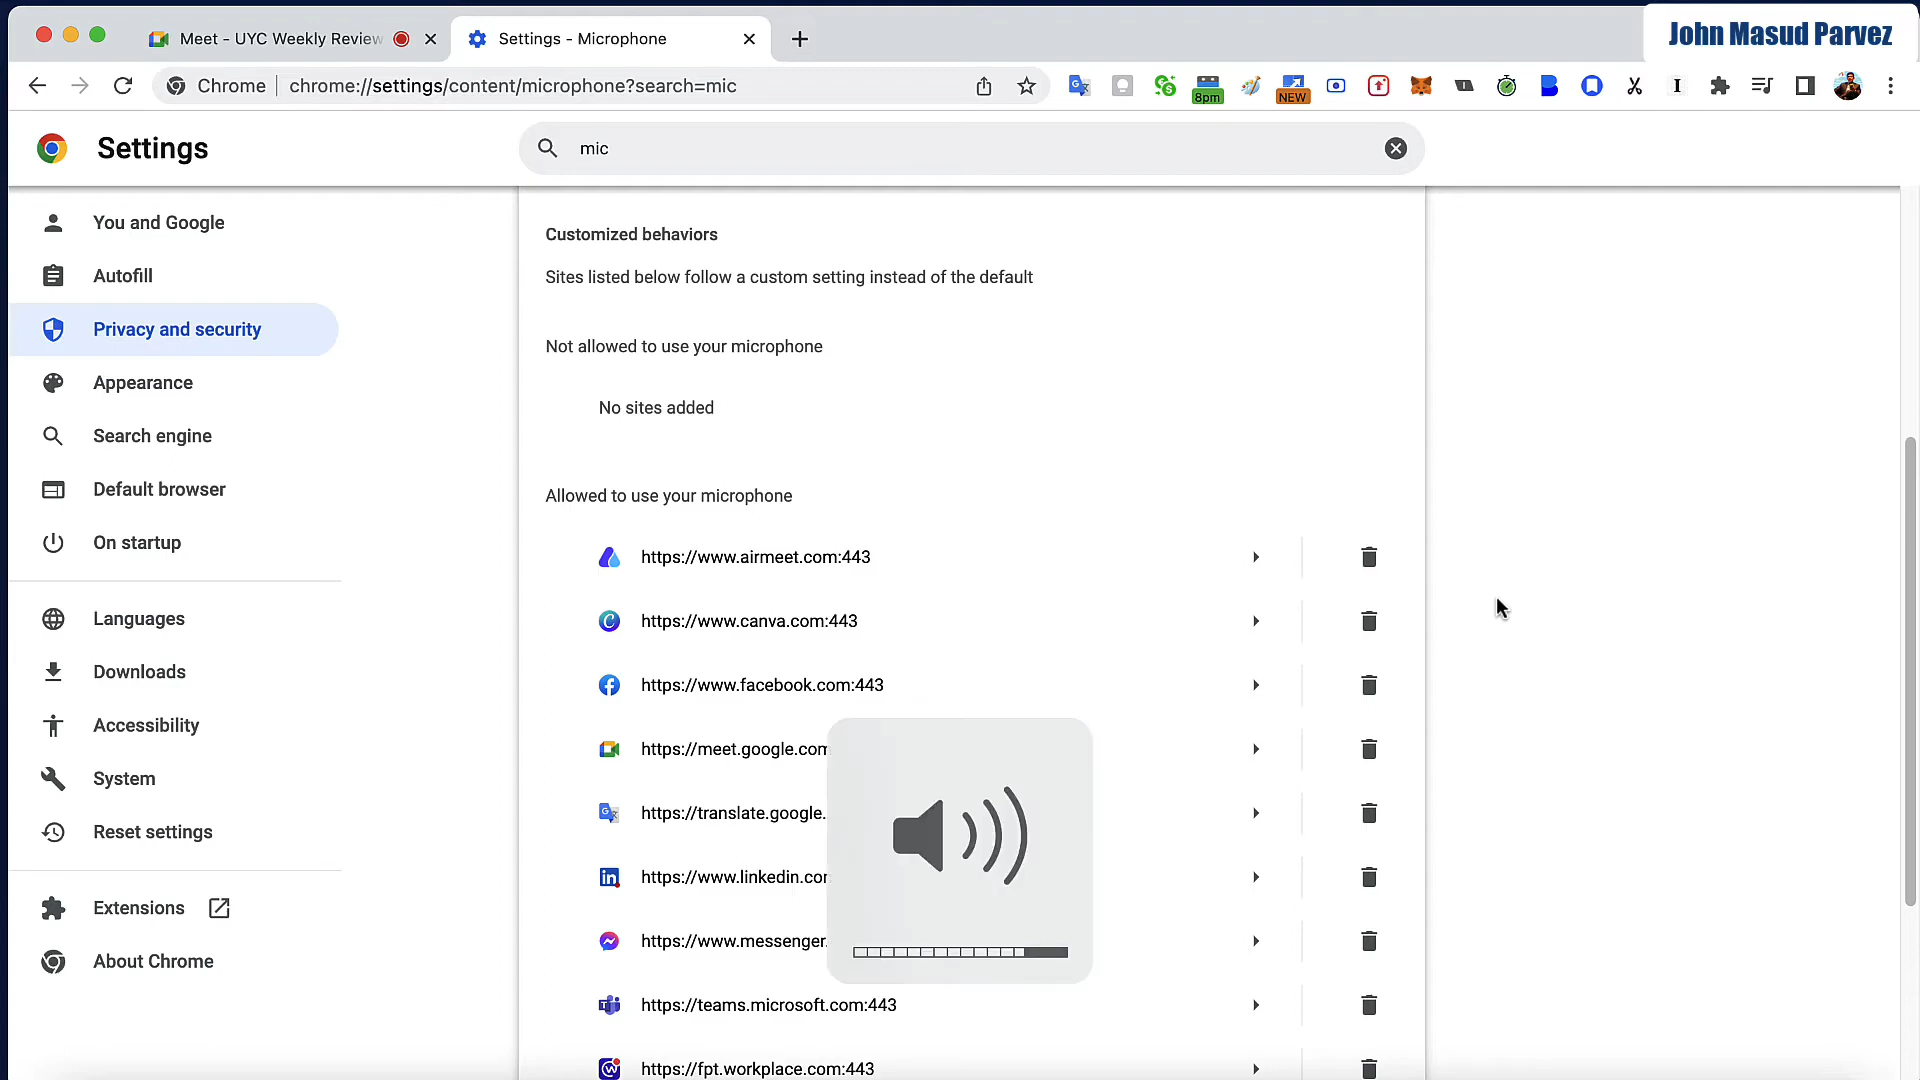 Meet - UYC Weekly Review
Settings - Microphone
John Masud Parvez
Chrome
chrome://settings/content/microphone?search=mic
8pm
NEW
Settings
mic
You and Google
Autofill
Privacy and security
Appearance
Search engine
Default browser
On startup
Languages
Downloads
Accessibility
System
Reset settings
Extensions
About Chrome
Customized behaviors
Sites listed below follow a custom setting instead of the default
Not allowed to use your microphone
No sites added
Allowed to use your microphone
https://www.airmeet.com:443
https://www.canva.com:443
https://www.facebook.com:443
https://meet.google.com
https://translate.google.
https://www.linkedin.com
https://www.messenger.
https://teams.microsoft.com:443
https://fpt.workplace.com:443